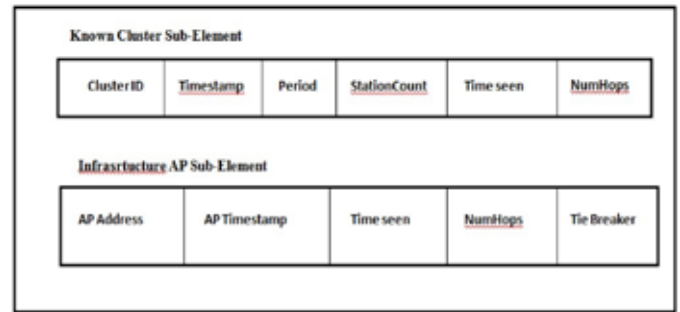 Known Cluster Sub-Element
Cluster ID Timestamp Period StationCount Time seen NumHops
Infrasrtucture AP Sub-Element
AP Address AP Timestamp Time seen NumHops Tie Breaker